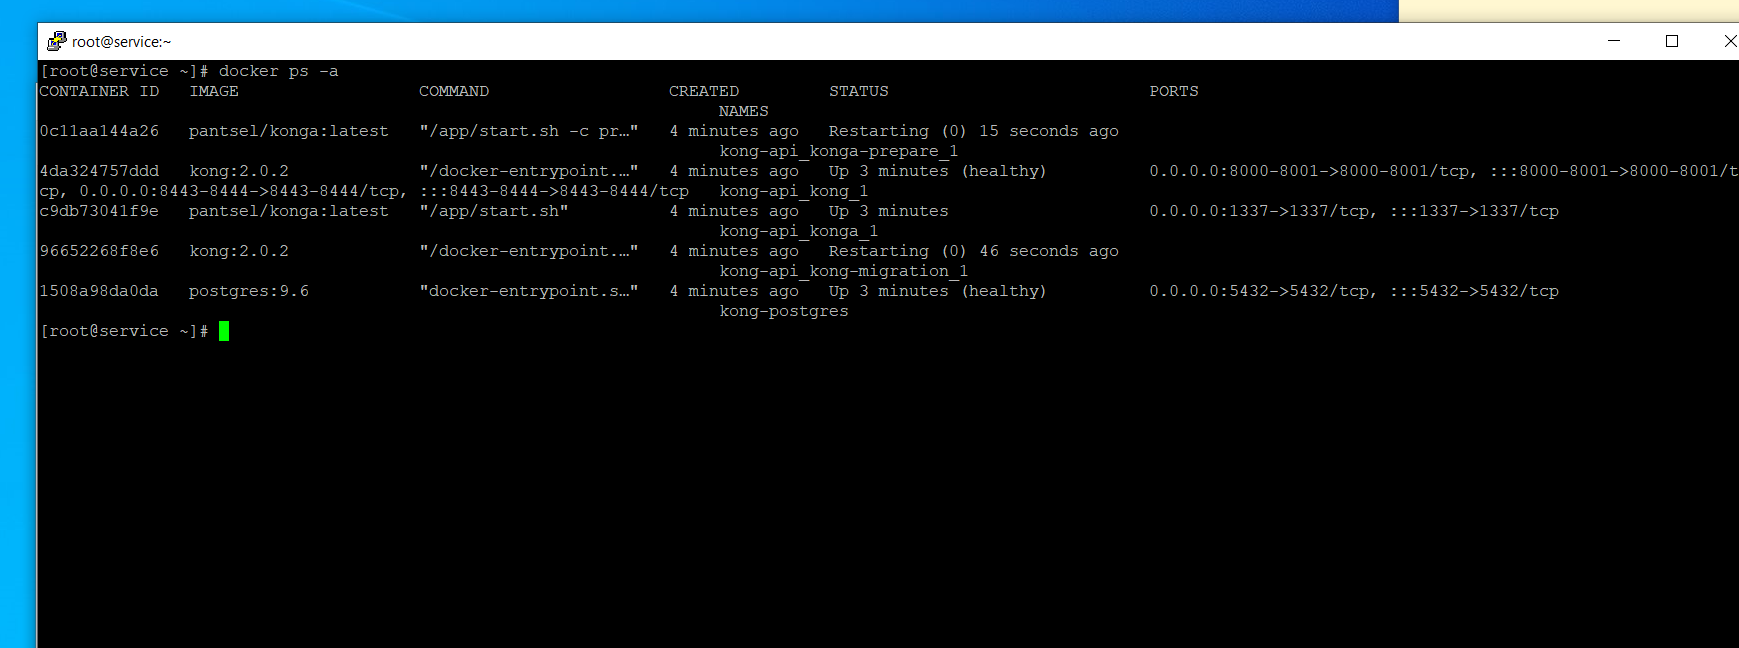 root@service:~
[root@service ~]# docker ps -a
CONTAINER ID   IMAGE                  COMMAND                  CREATED         STATUS                          PORTS
NAMES
0c11aa144a26   pantsel/konga:latest   "/app/start.sh -c pr…"   4 minutes ago   Restarting (0) 15 seconds ago
kong-api_konga-prepare_1
4da324757ddd   kong:2.0.2             "/docker-entrypoint.…"   4 minutes ago   Up 3 minutes (healthy)          0.0.0.0:8000-8001->8000-8001/tcp, :::8000-8001->8000-8001/t
cp, 0.0.0.0:8443-8444->8443-8444/tcp, :::8443-8444->8443-8444/tcp   kong-api_kong_1
c9db73041f9e   pantsel/konga:latest   "/app/start.sh"          4 minutes ago   Up 3 minutes                    0.0.0.0:1337->1337/tcp, :::1337->1337/tcp
kong-api_konga_1
96652268f8e6   kong:2.0.2             "/docker-entrypoint.…"   4 minutes ago   Restarting (0) 46 seconds ago
kong-api_kong-migration_1
1508a98da0da   postgres:9.6           "docker-entrypoint.s…"   4 minutes ago   Up 3 minutes (healthy)          0.0.0.0:5432->5432/tcp, :::5432->5432/tcp
kong-postgres
[root@service ~]#